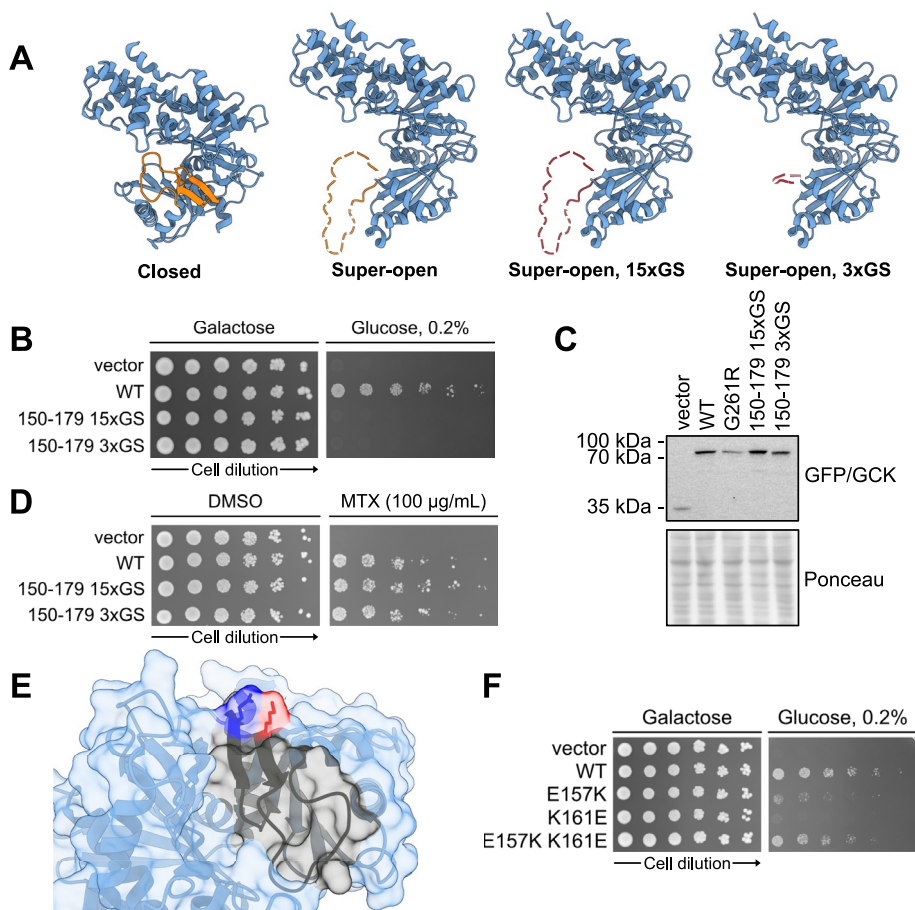 A
Closed
Super-open
Super-open, 15xGS
Super-open, 3xGS
B
Galactose
Glucose, 0.2%
vector
WT
150-179 15xGS
150-179 3xGS
Cell dilution
C
vector
WT
G261R
150-179 15xGS
150-179 3xGS
100 kDa -
70 kDa -
35 kDa -
GFP/GCK
Ponceau
D
DMSO
MTX (100 µg/mL)
vector
WT
150-179 15xGS
150-179 3xGS
Cell dilution
E
F
Galactose
Glucose, 0.2%
vector
WT
E157K
K161E
E157K K161E
Cell dilution